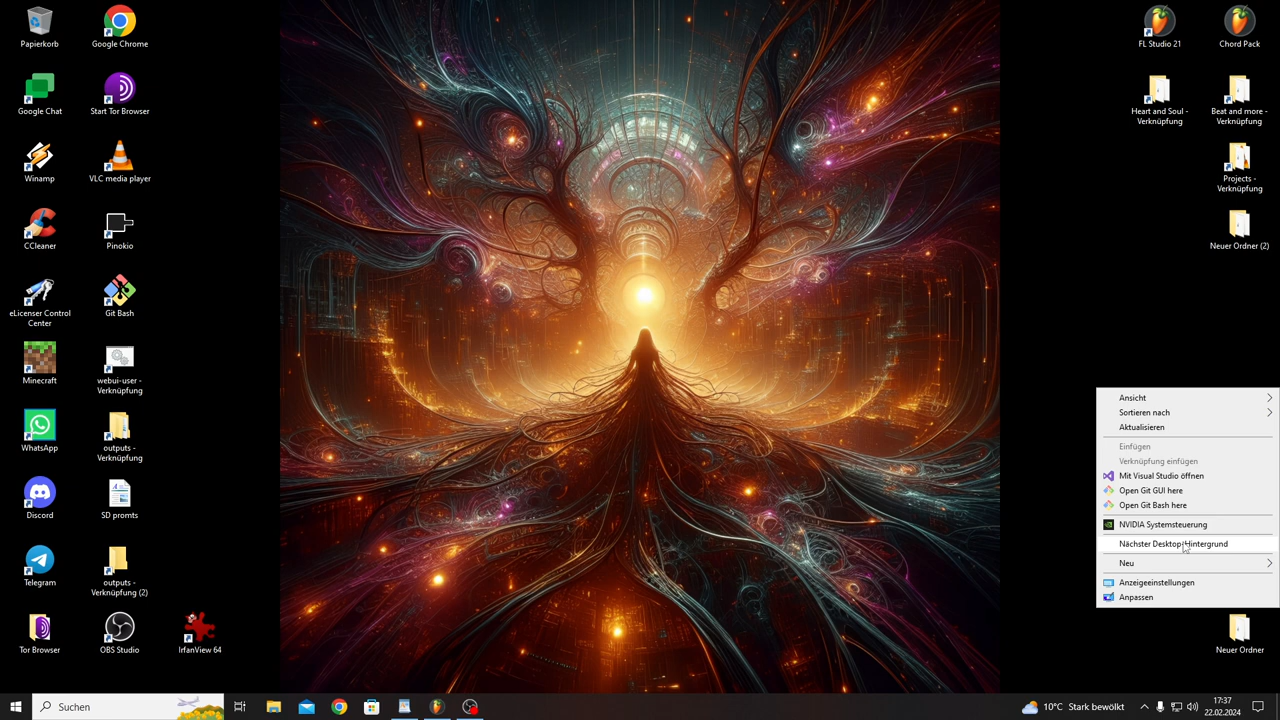 Papierkorb
Google Chrome
Google Chat
Start Tor Browser
Winamp
VLC media player
CCleaner
Pinokio
eLicenser Control
Center
Git Bash
Minecraft
webui-user -
Verknüpfung
WhatsApp
outputs -
Verknüpfung
Discord
SD promts
Telegram
outputs -
Verknüpfung (2)
Tor Browser
OBS Studio
IrfanView 64
FL Studio 21
Chord Pack
Heart and Soul -
Verknüpfung
Beat and more -
Verknüpfung
Projects -
Verknüpfung
Neuer Ordner (2)
Ansicht
Sortieren nach
Aktualisieren
Einfügen
Verknüpfung einfügen
Mit Visual Studio öffnen
Open Git GUI here
Open Git Bash here
NVIDIA Systemsteuerung
Nächster Desktop-Hintergrund
Neu
Anzeigeeinstellungen
Anpassen
Neuer Ordner
Suchen
10°C Stark bewölkt
17:37
22.02.2024